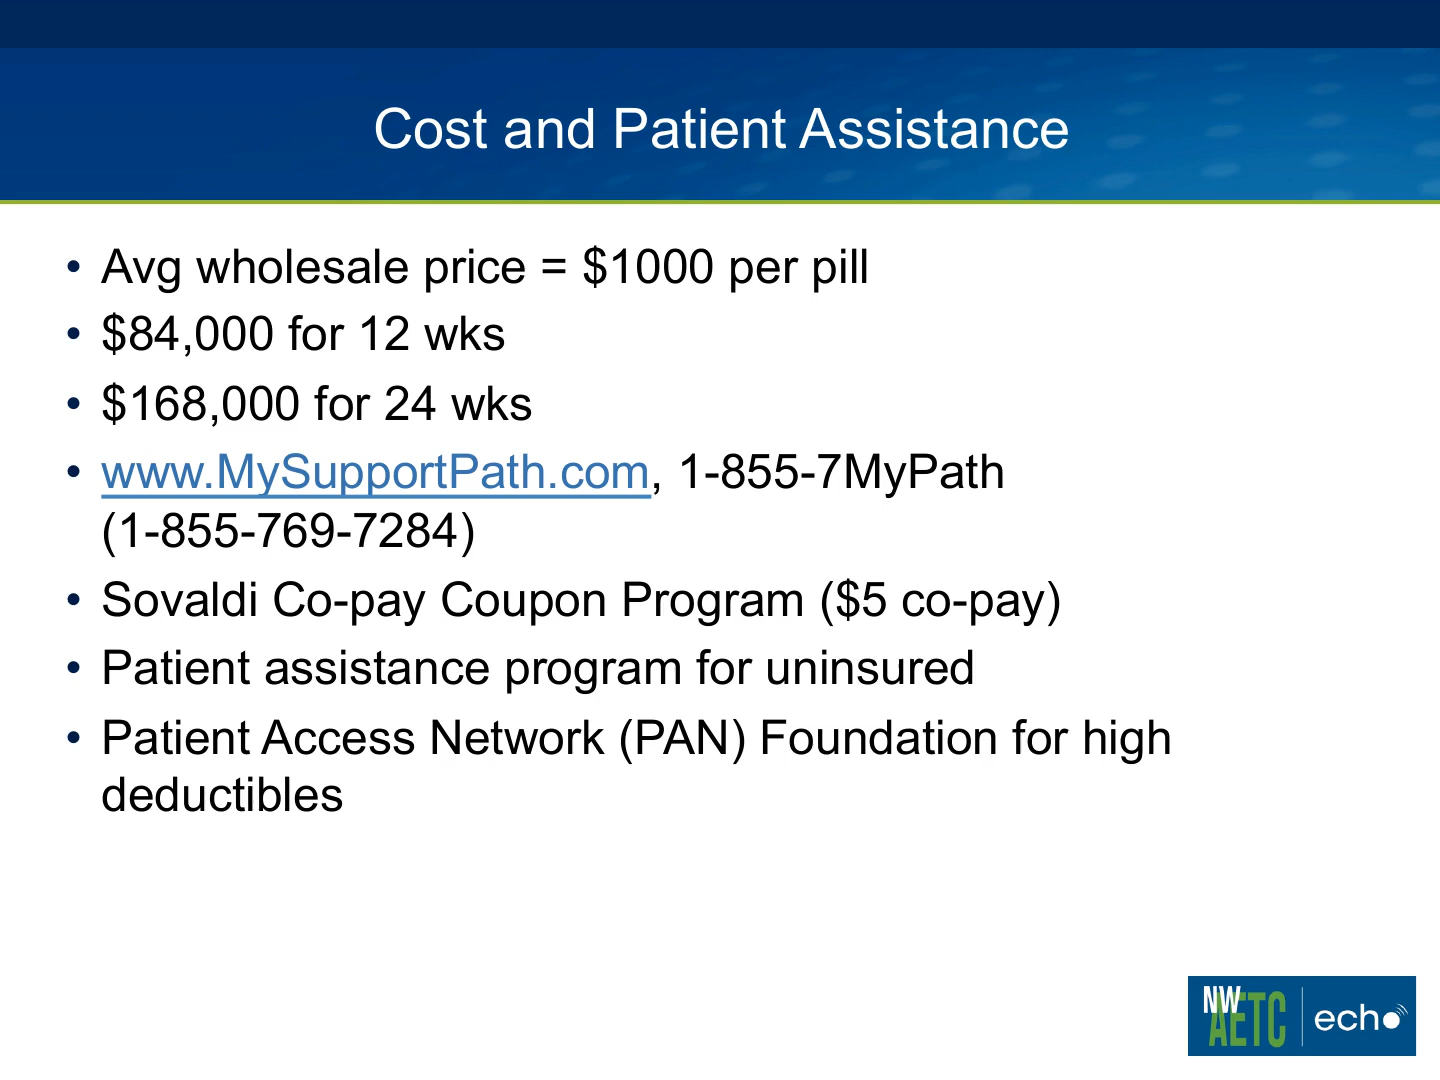 Cost and Patient Assistance
• Avg wholesale price = $1000 per pill
• $84,000 for 12 wks
• $168,000 for 24 wks
• www.MySupportPath.com, 1-855-7MyPath
(1-855-769-7284)
• Sovaldi Co-pay Coupon Program ($5 co-pay)
• Patient assistance program for uninsured
• Patient Access Network (PAN) Foundation for high
deductibles
NW
AETC
echo